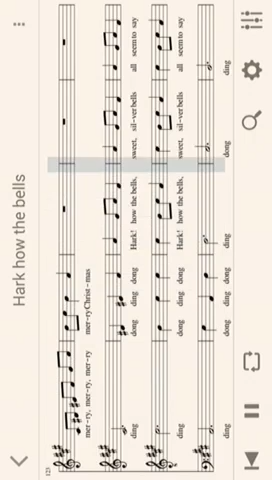 Hark how the bells
123
mer-ry, mer-ry, mer-ry mer-ry Christ-mas
ding dong ding dong Hark! how the bells, sweet, sil-ver bells all seem to say
ding dong ding dong Hark! how the bells, sweet, sil-ver bells all seem to say
ding dong ding dong ding dong ding